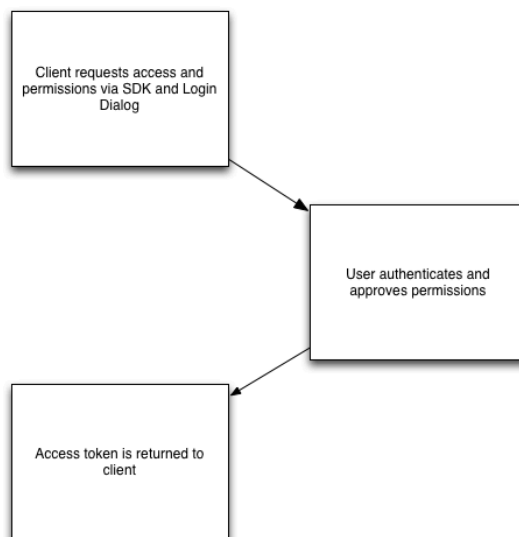 Client requests access and
permissions via SDK and Login
Dialog
User authenticates and
approves permissions
Access token is returned to
client